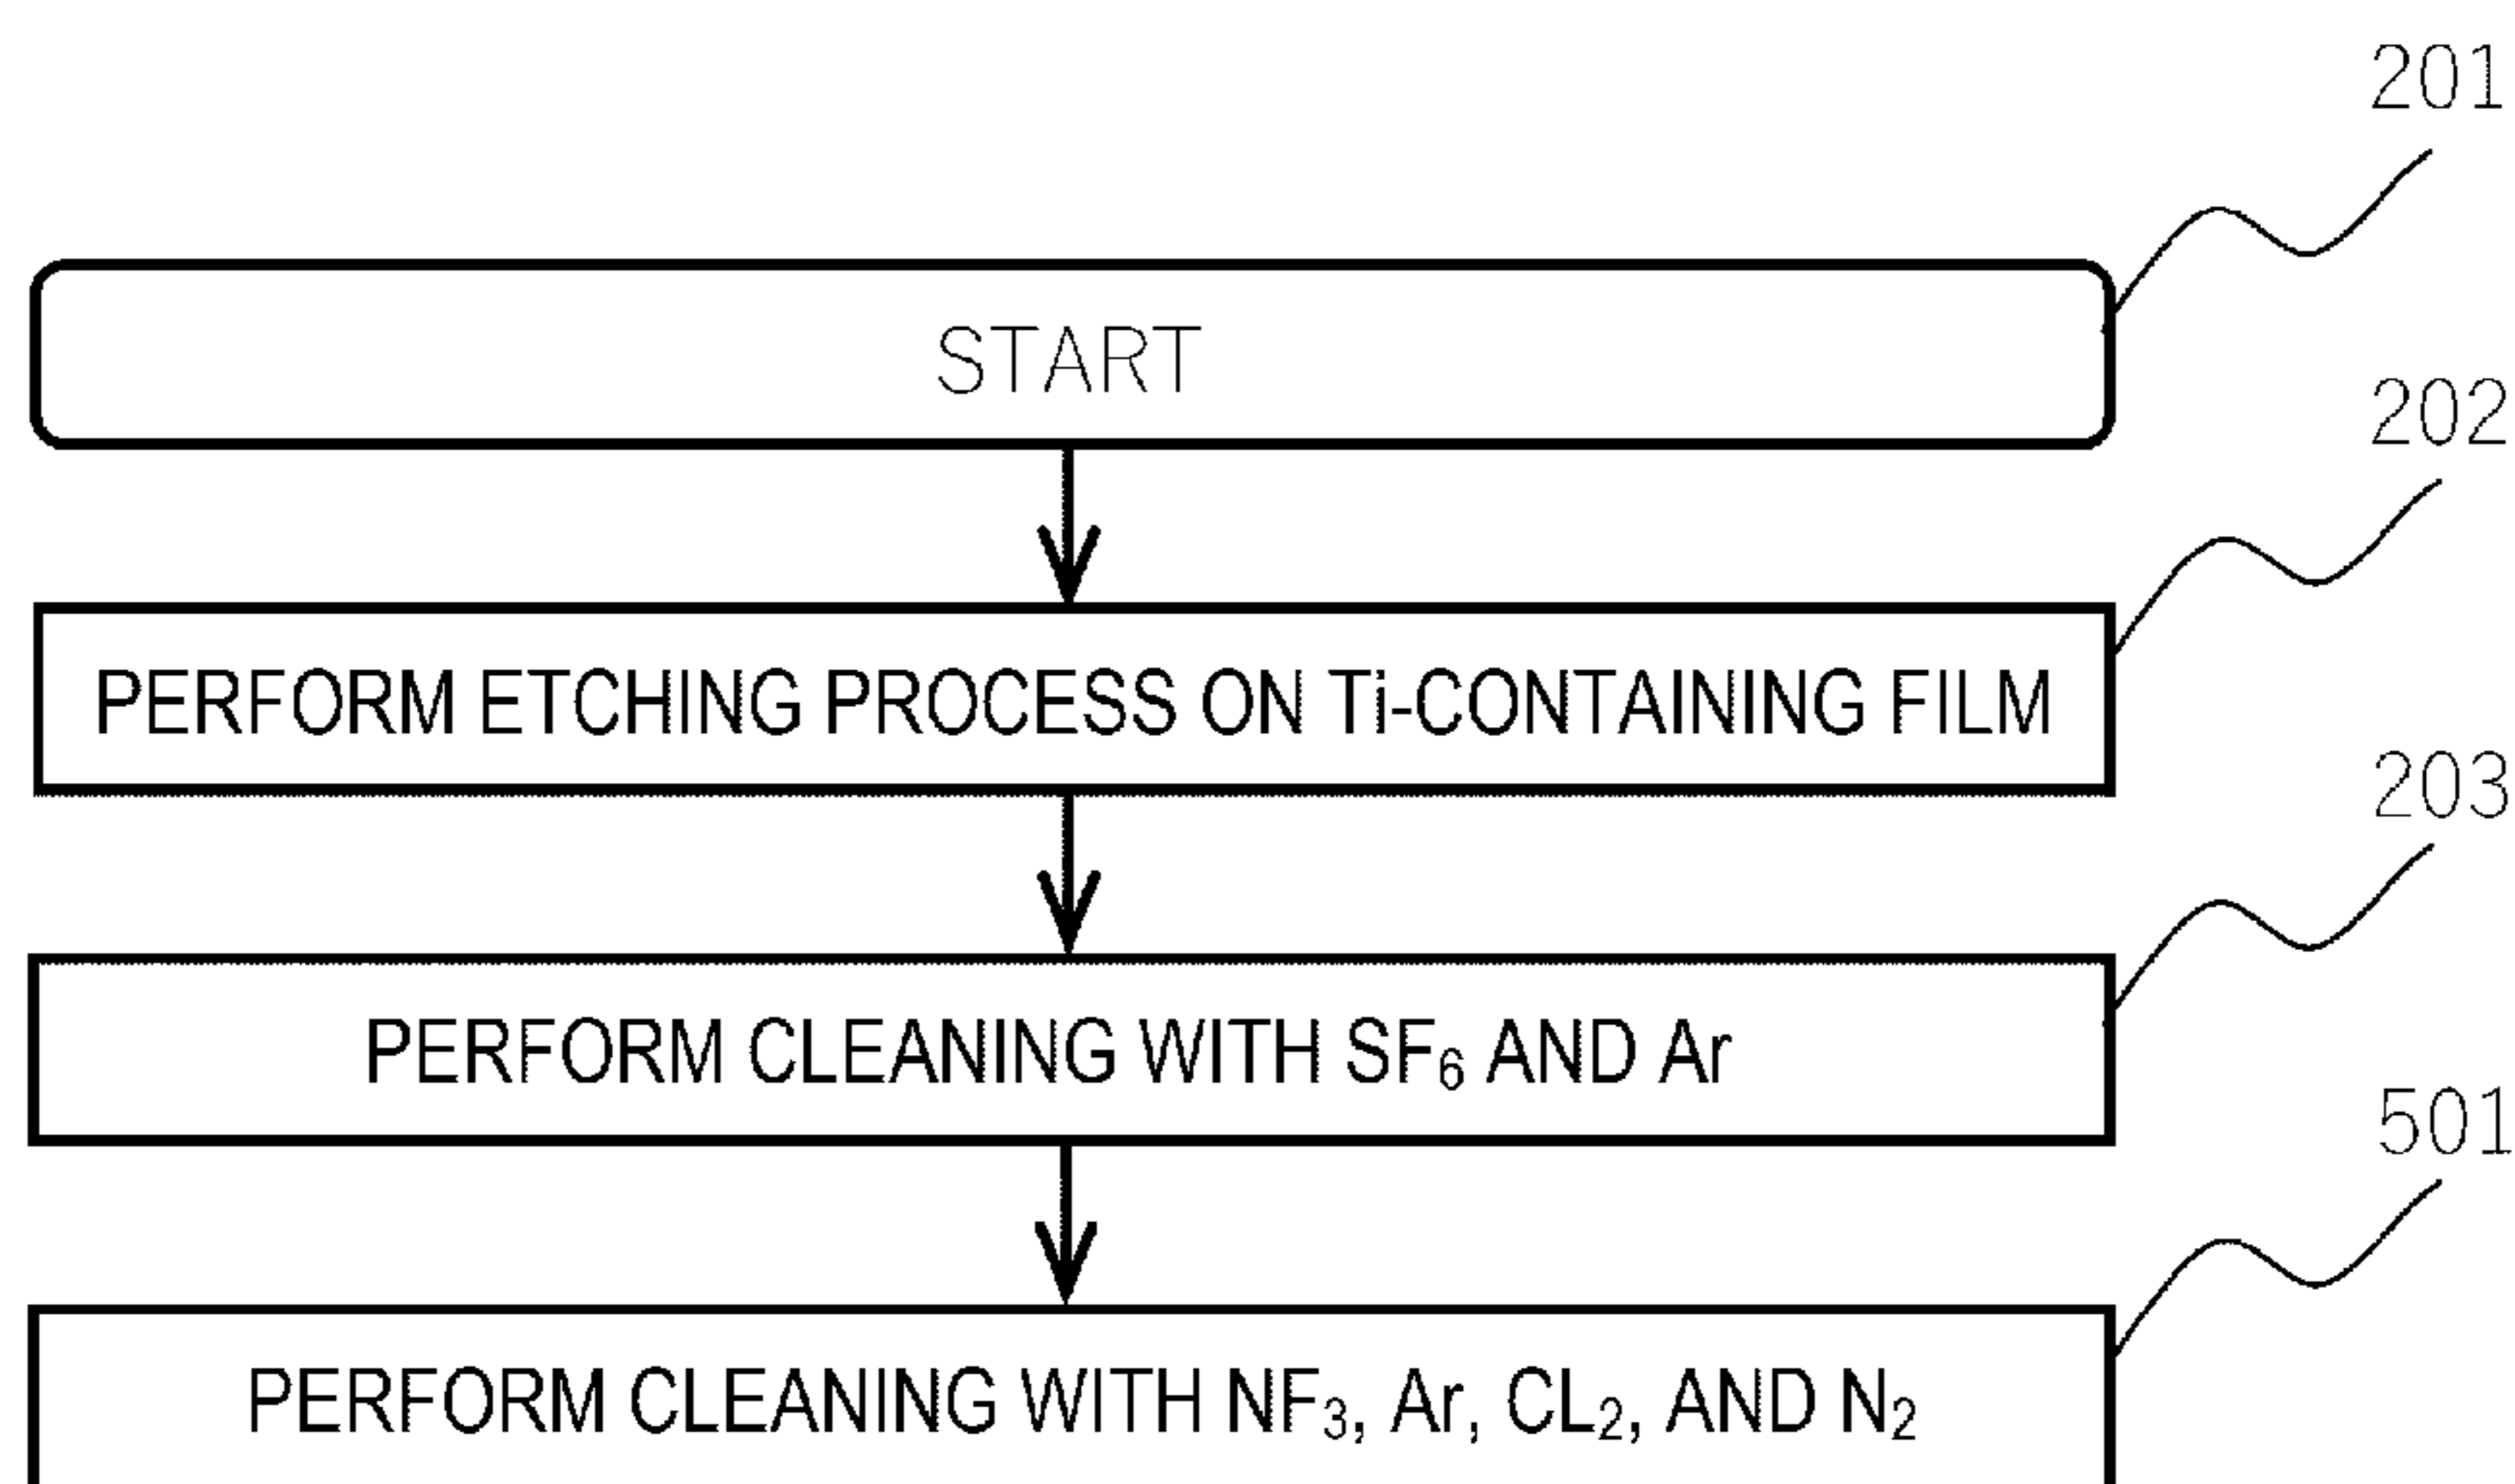 201
START
202
PERFORM ETCHING PROCESS ON Ti-CONTAINING FILM
203
PERFORM CLEANING WITH SF₆ AND Ar
501
PERFORM CLEANING WITH NF₃, Ar, CL₂, AND N₂